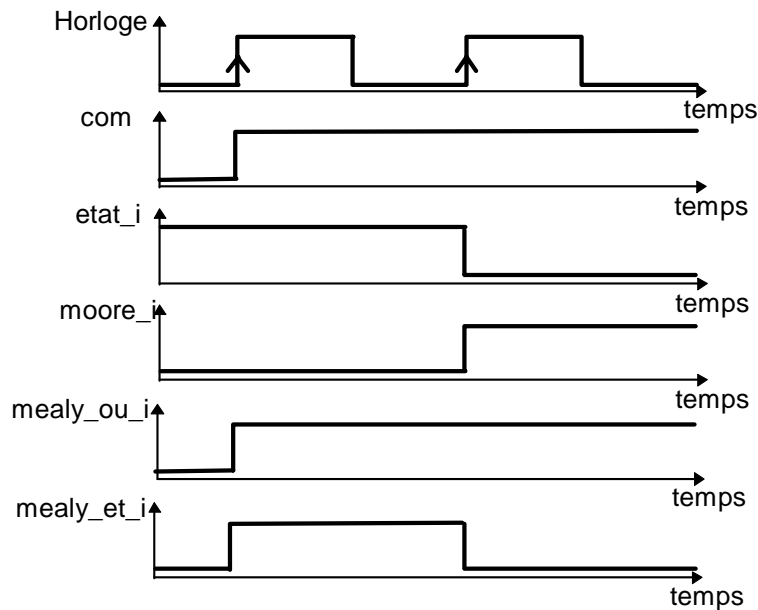 Horloge
temps
com
temps
etat_i
temps
moore_i
temps
mealy_ou_i
temps
mealy_et_i
temps